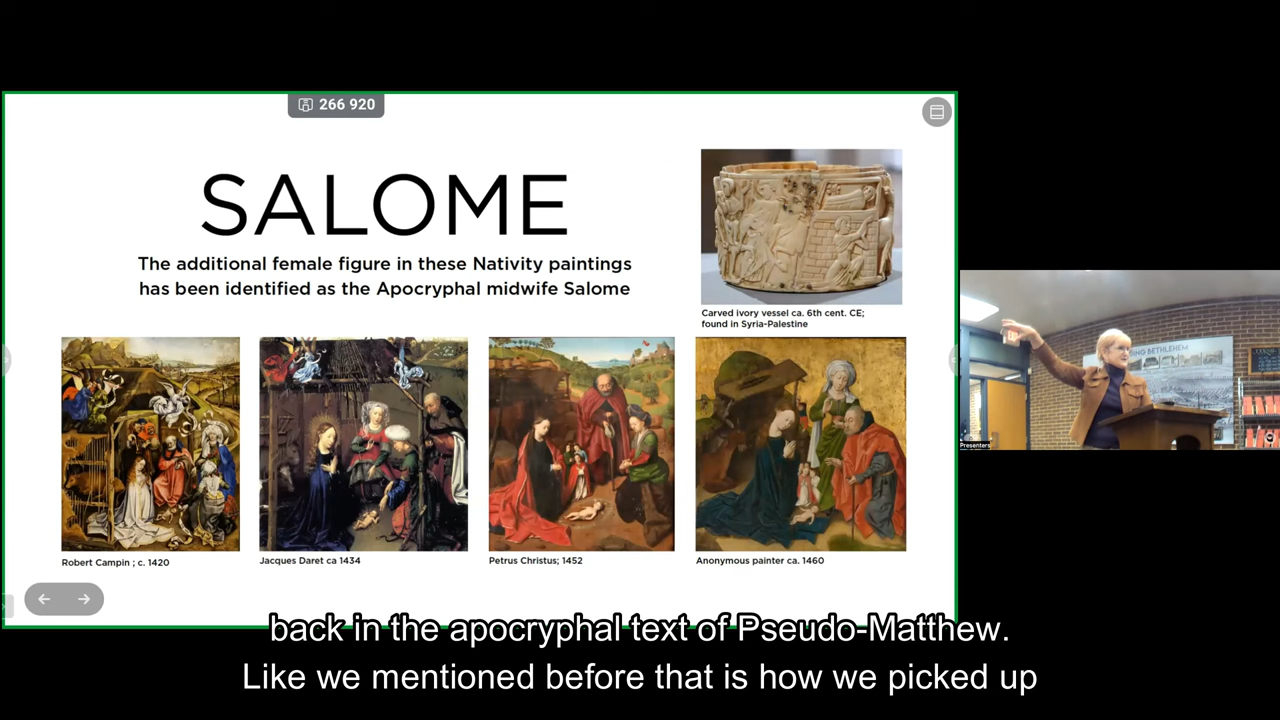 266 920
SALOME
The additional female figure in these Nativity paintings
has been identified as the Apocryphal midwife Salome
Carved ivory vessel ca. 6th cent. CE;
found in Syria-Palestine
Robert Campin ; c. 1420
Jacques Daret ca 1434
Petrus Christus; 1452
Anonymous painter ca. 1460
BETHLEHEM
Presenters
back in the apocryphal text of Pseudo-Matthew.
Like we mentioned before that is how we picked up